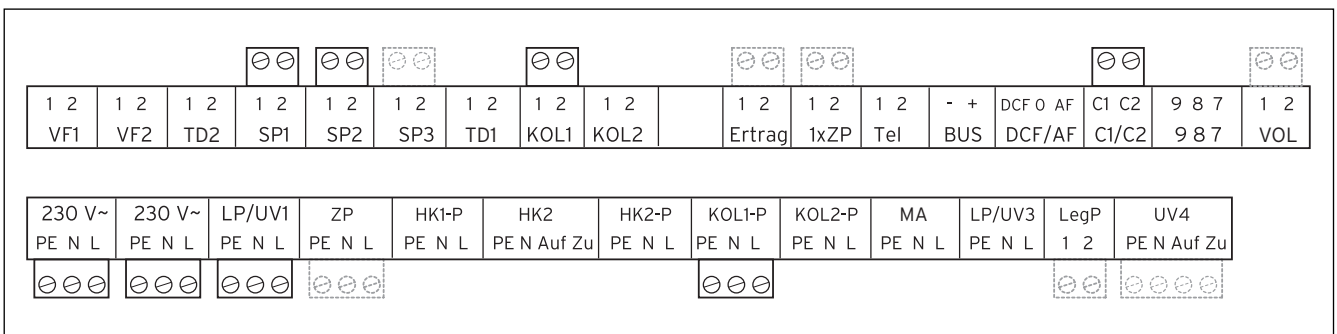 1 2 1 2 1 2 1 2 1 2 1 2 1 2 1 2 1 2 1 2 1 2 1 2 - + DCF O AF C1 C2 9 8 7 1 2
VF1 VF2 TD2 SP1 SP2 SP3 TD1 KOL1 KOL2 Ertrag 1xZP Tel BUS DCF/AF C1/C2 9 8 7 VOL
230 V~ 230 V~ LP/UV1 ZP HK1-P HK2 HK2-P KOL1-P KOL2-P MA LP/UV3 LegP UV4
PE N L PE N L PE N L PE N L PE N L PE N Auf Zu PE N L PE N L PE N L PE N L PE N L 1 2 PE N Auf Zu